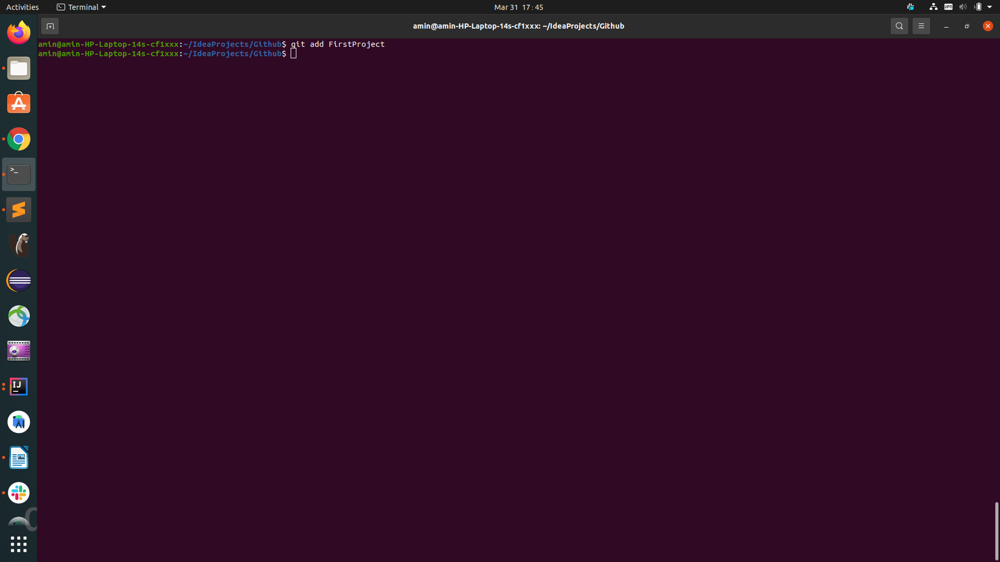 Activities
Terminal
Mar 31 17:45
VPN
amin@amin-HP-Laptop-14s-cf1xxx: ~/IdeaProjects/Github
amin@amin-HP-Laptop-14s-cf1xxx:~/IdeaProjects/Github$ git add FirstProject
amin@amin-HP-Laptop-14s-cf1xxx:~/IdeaProjects/Github$
>_
IJ